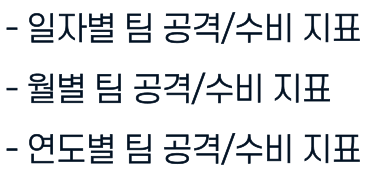 - 일자별 팀 공격/수비 지표
- 월별 팀 공격/수비 지표
- 연도별 팀 공격/수비 지표